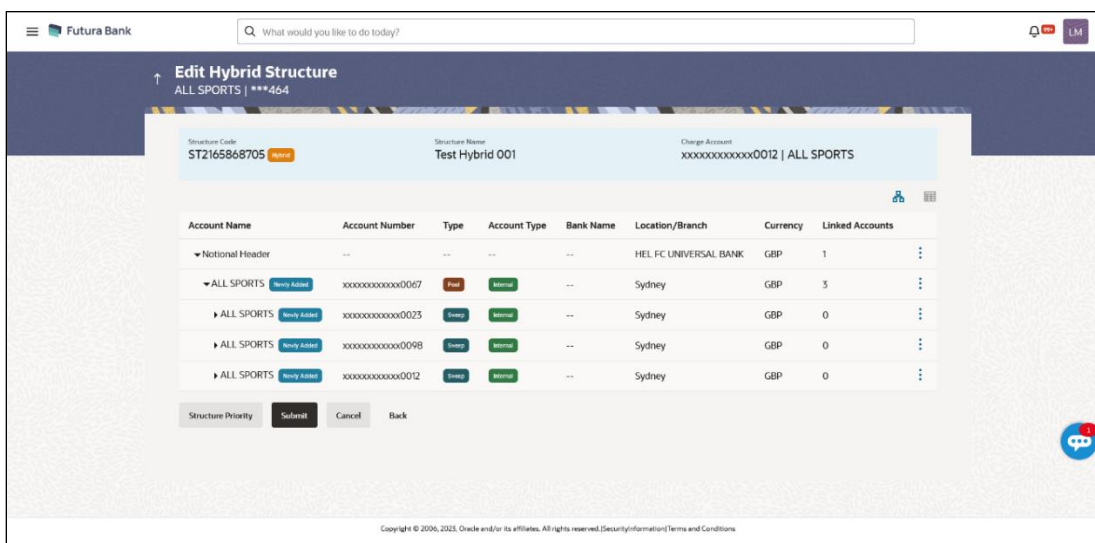 Futura Bank
What would you like to do today?
99+
LM
Edit Hybrid Structure
ALL SPORTS | ***464
Structure Code
ST2165868705 Hybrid
Structure Name
Test Hybrid 001
Charge Account
xxxxxxxxxxxx0012 | ALL SPORTS
Account Name Account Number Type Account Type Bank Name Location/Branch Currency Linked Accounts
Notional Header -- -- -- -- HEL FC UNIVERSAL BANK GBP 1
ALL SPORTS Newly Added xxxxxxxxxxxx0067 Pool Internal -- Sydney GBP 3
ALL SPORTS Newly Added xxxxxxxxxxxx0023 Sweep Internal -- Sydney GBP 0
ALL SPORTS Newly Added xxxxxxxxxxxx0098 Sweep Internal -- Sydney GBP 0
ALL SPORTS Newly Added xxxxxxxxxxxx0012 Sweep Internal -- Sydney GBP 0
Structure Priority Submit Cancel Back
1
Copyright © 2006, 2023, Oracle and/or its affiliates. All rights reserved.|SecurityInformation|Terms and Conditions